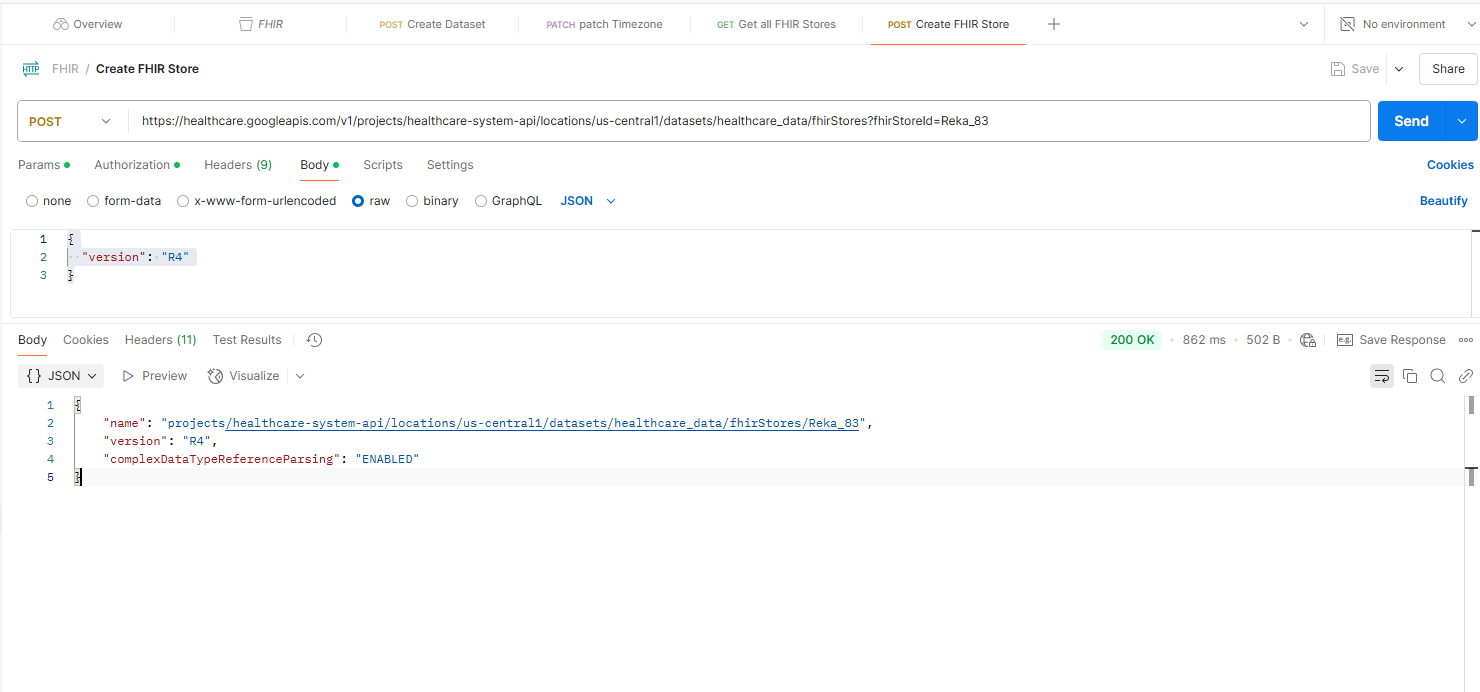 Overview FHIR POST Create Dataset PATCH patch Timezone GET Get all FHIR Stores POST Create FHIR Store No environment
HTTP FHIR / Create FHIR Store Save Share
POST https://healthcare.googleapis.com/v1/projects/healthcare-system-api/locations/us-central1/datasets/healthcare_data/fhirStores?fhirStoreId=Reka_83 Send
Params Authorization Headers (9) Body Scripts Settings Cookies
none form-data x-www-form-urlencoded raw binary GraphQL JSON Beautify
1 {
2 "version": "R4"
3 }
Body Cookies Headers (11) Test Results 200 OK 862 ms 502 B e.g. Save Response
{} JSON Preview Visualize
1 {
2 "name": "projects/healthcare-system-api/locations/us-central1/datasets/healthcare_data/fhirStores/Reka_83",
3 "version": "R4",
4 "complexDataTypeReferenceParsing": "ENABLED"
5 }